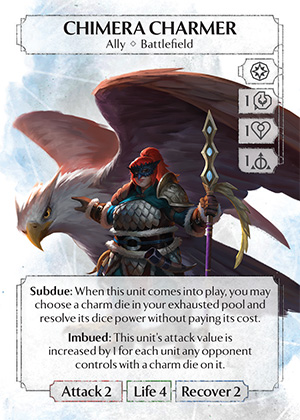 CHIMERA CHARMER
Ally ◇ Battlefield
1
1
1
Subdue: When this unit comes into play, you may
choose a charm die in your exhausted pool and
resolve its dice power without paying its cost.
Imbued: This unit's attack value is
increased by 1 for each unit any opponent
controls with a charm die on it.
Attack 2 Life 4 Recover 2